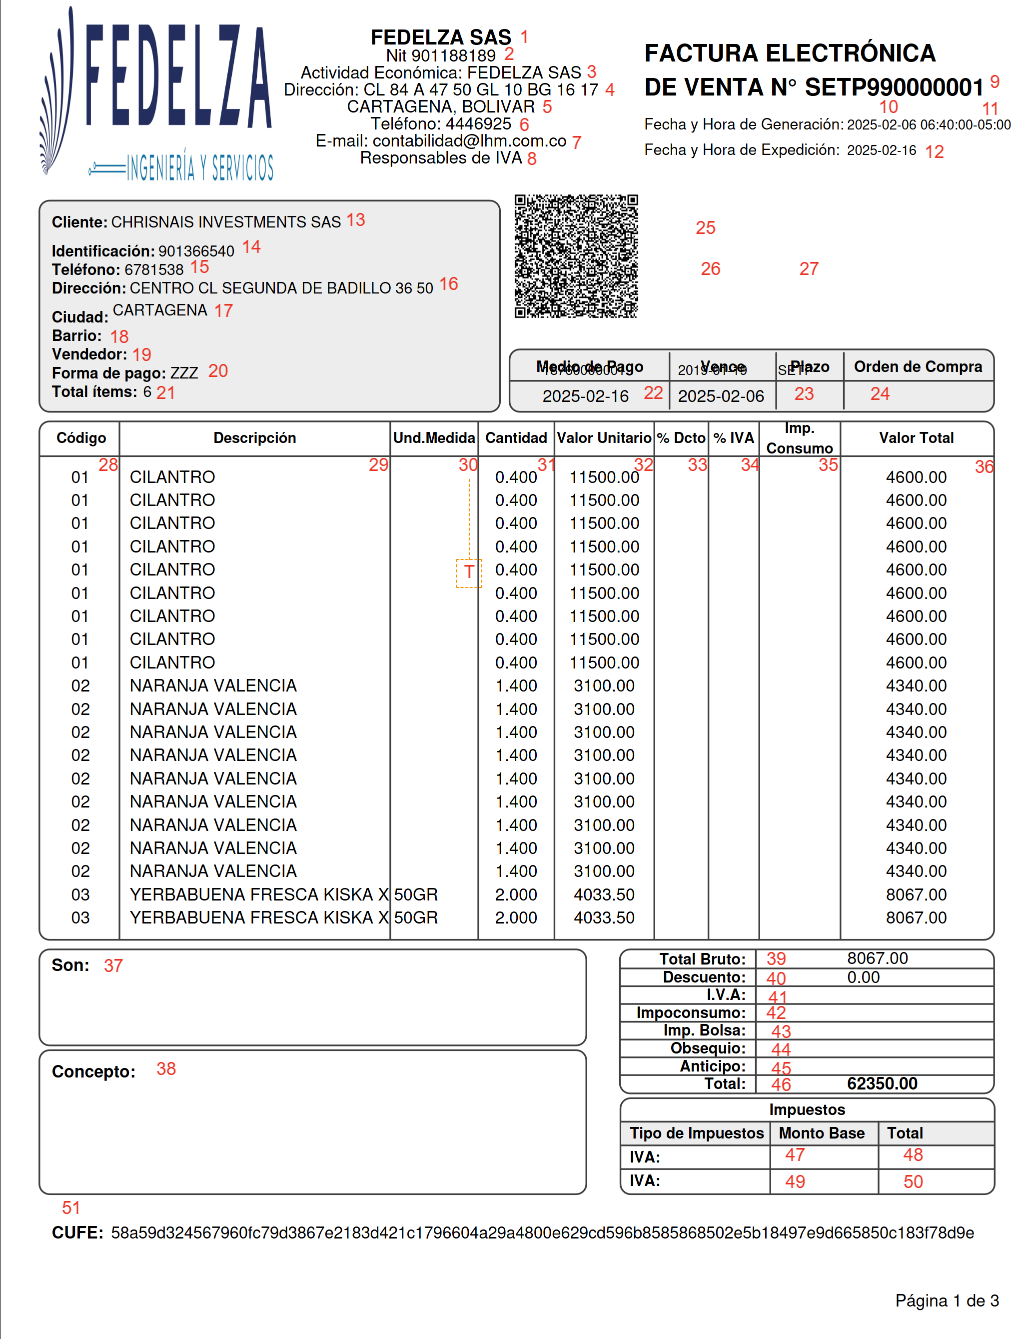 FEDELZA
INGENIERÍA Y SERVICIOS
FEDELZA SAS 1
Nit 901188189 2
Actividad Económica: FEDELZA SAS 3
Dirección: CL 84 A 47 50 GL 10 BG 16 17 4
CARTAGENA, BOLIVAR 5
Teléfono: 4446925 6
E-mail: contabilidad@lhm.com.co 7
Responsables de IVA 8
FACTURA ELECTRÓNICA
DE VENTA N° SETP990000001 9
10 11
Fecha y Hora de Generación: 2025-02-06 06:40:00-05:00
Fecha y Hora de Expedición: 2025-02-16 12
Cliente: CHRISNAIS INVESTMENTS SAS 13
Identificación: 901366540 14
Teléfono: 6781538 15
Dirección: CENTRO CL SEGUNDA DE BADILLO 36 50 16
Ciudad: CARTAGENA 17
Barrio: 18
Vendedor: 19
Forma de pago: ZZZ 20
Total ítems: 6 21
25
26 27
Medio de Pago Vence Plazo Orden de Compra
2019-01-19 SETP
2025-02-16 22 2025-02-06 23 24
Código Descripción Und.Medida Cantidad Valor Unitario % Dcto % IVA Imp. Consumo Valor Total
28 29 30 31 32 33 34 35 36
01 CILANTRO 0.400 11500.00 4600.00
01 CILANTRO 0.400 11500.00 4600.00
01 CILANTRO 0.400 11500.00 4600.00
01 CILANTRO 0.400 11500.00 4600.00
01 CILANTRO T 0.400 11500.00 4600.00
01 CILANTRO 0.400 11500.00 4600.00
01 CILANTRO 0.400 11500.00 4600.00
01 CILANTRO 0.400 11500.00 4600.00
01 CILANTRO 0.400 11500.00 4600.00
02 NARANJA VALENCIA 1.400 3100.00 4340.00
02 NARANJA VALENCIA 1.400 3100.00 4340.00
02 NARANJA VALENCIA 1.400 3100.00 4340.00
02 NARANJA VALENCIA 1.400 3100.00 4340.00
02 NARANJA VALENCIA 1.400 3100.00 4340.00
02 NARANJA VALENCIA 1.400 3100.00 4340.00
02 NARANJA VALENCIA 1.400 3100.00 4340.00
02 NARANJA VALENCIA 1.400 3100.00 4340.00
02 NARANJA VALENCIA 1.400 3100.00 4340.00
03 YERBABUENA FRESCA KISKA X 50GR 2.000 4033.50 8067.00
03 YERBABUENA FRESCA KISKA X 50GR 2.000 4033.50 8067.00
Son: 37
Concepto: 38
Total Bruto: 39 8067.00
Descuento: 40 0.00
I.V.A: 41
Impoconsumo: 42
Imp. Bolsa: 43
Obsequio: 44
Anticipo: 45
Total: 46 62350.00
Impuestos
Tipo de Impuestos Monto Base Total
IVA: 47 48
IVA: 49 50
51
CUFE: 58a59d324567960fc79d3867e2183d421c1796604a29a4800e629cd596b8585868502e5b18497e9d665850c183f78d9e
Página 1 de 3